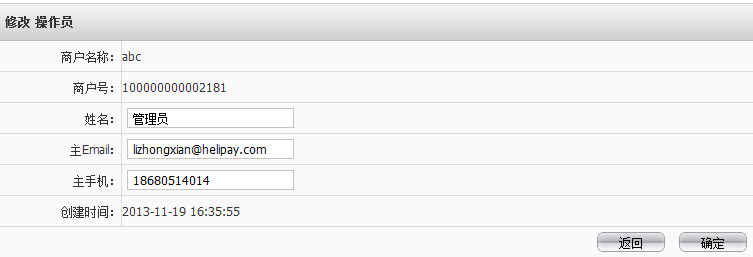 修改 操作员
商户名称： abc
商户号： 100000000002181
姓名： 管理员
主Email： lizhongxian@helipay.com
主手机： 18680514014
创建时间： 2013-11-19 16:35:55
返回 确定